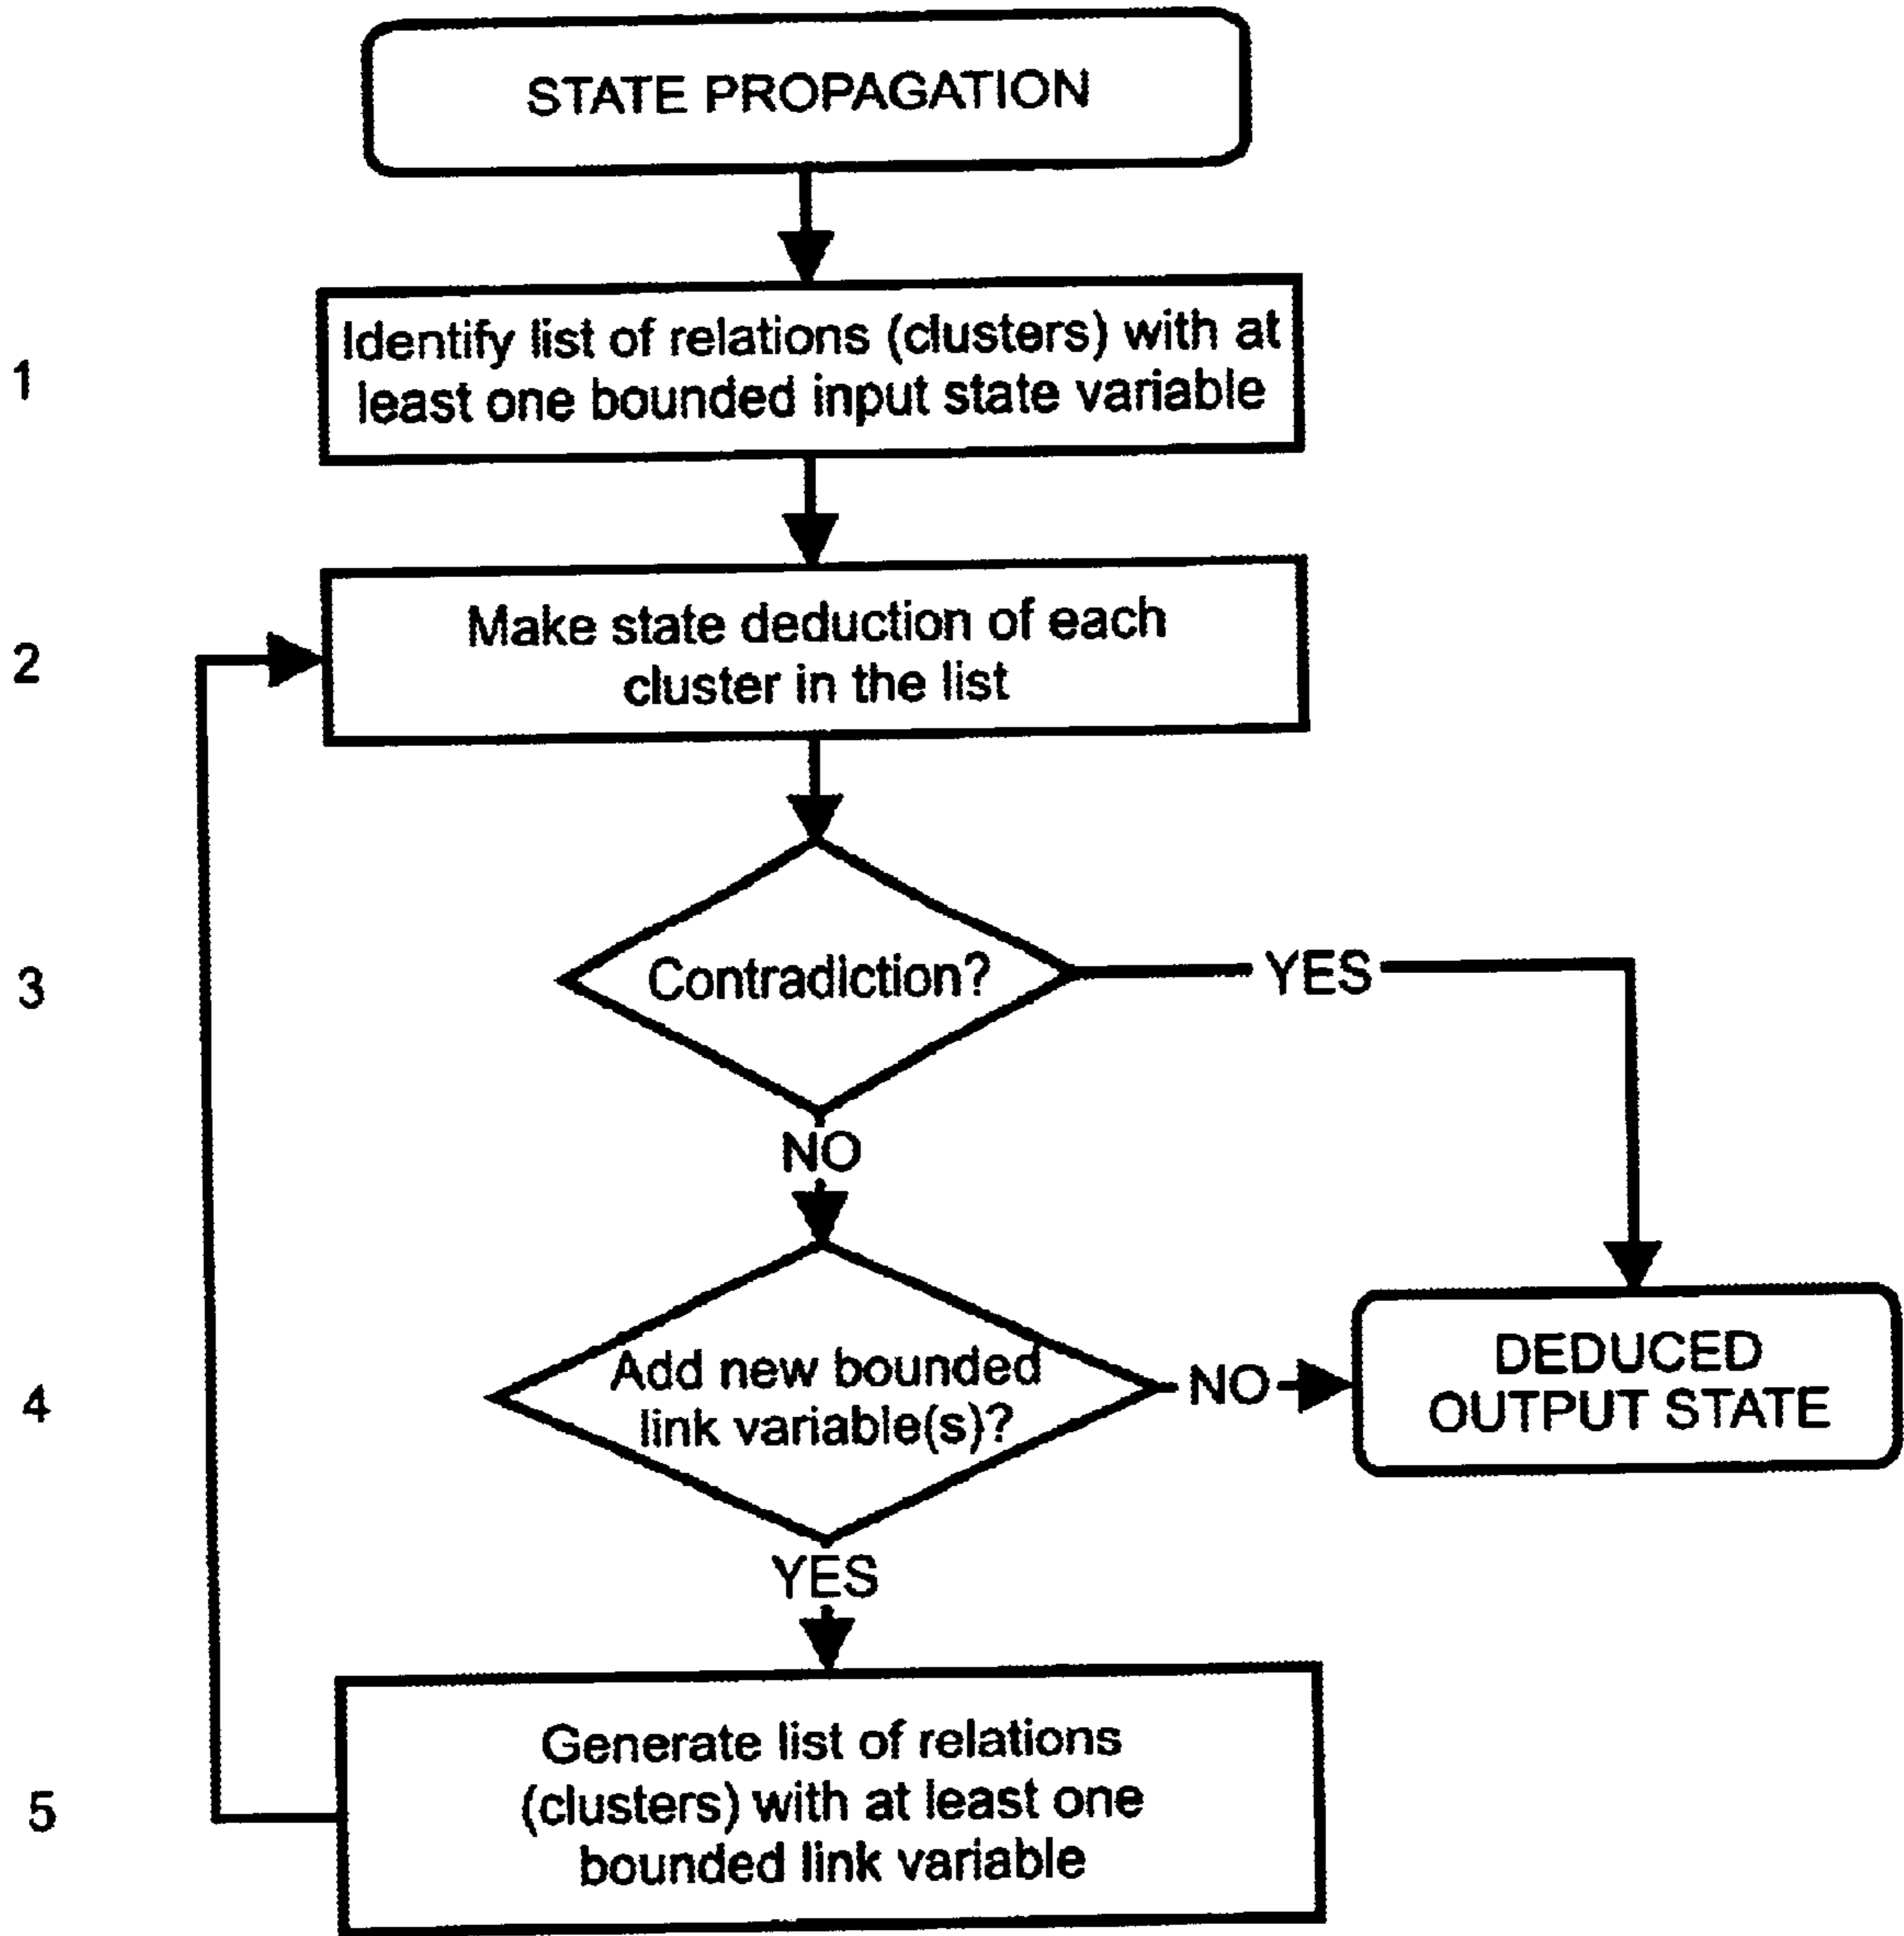 STATE PROPAGATION
1
Identify list of relations (clusters) with at
least one bounded input state variable
2
Make state deduction of each
cluster in the list
3
Contradiction?
YES
NO
4
Add new bounded
link variable(s)?
NO
DEDUCED
OUTPUT STATE
YES
5
Generate list of relations
(clusters) with at least one
bounded link variable